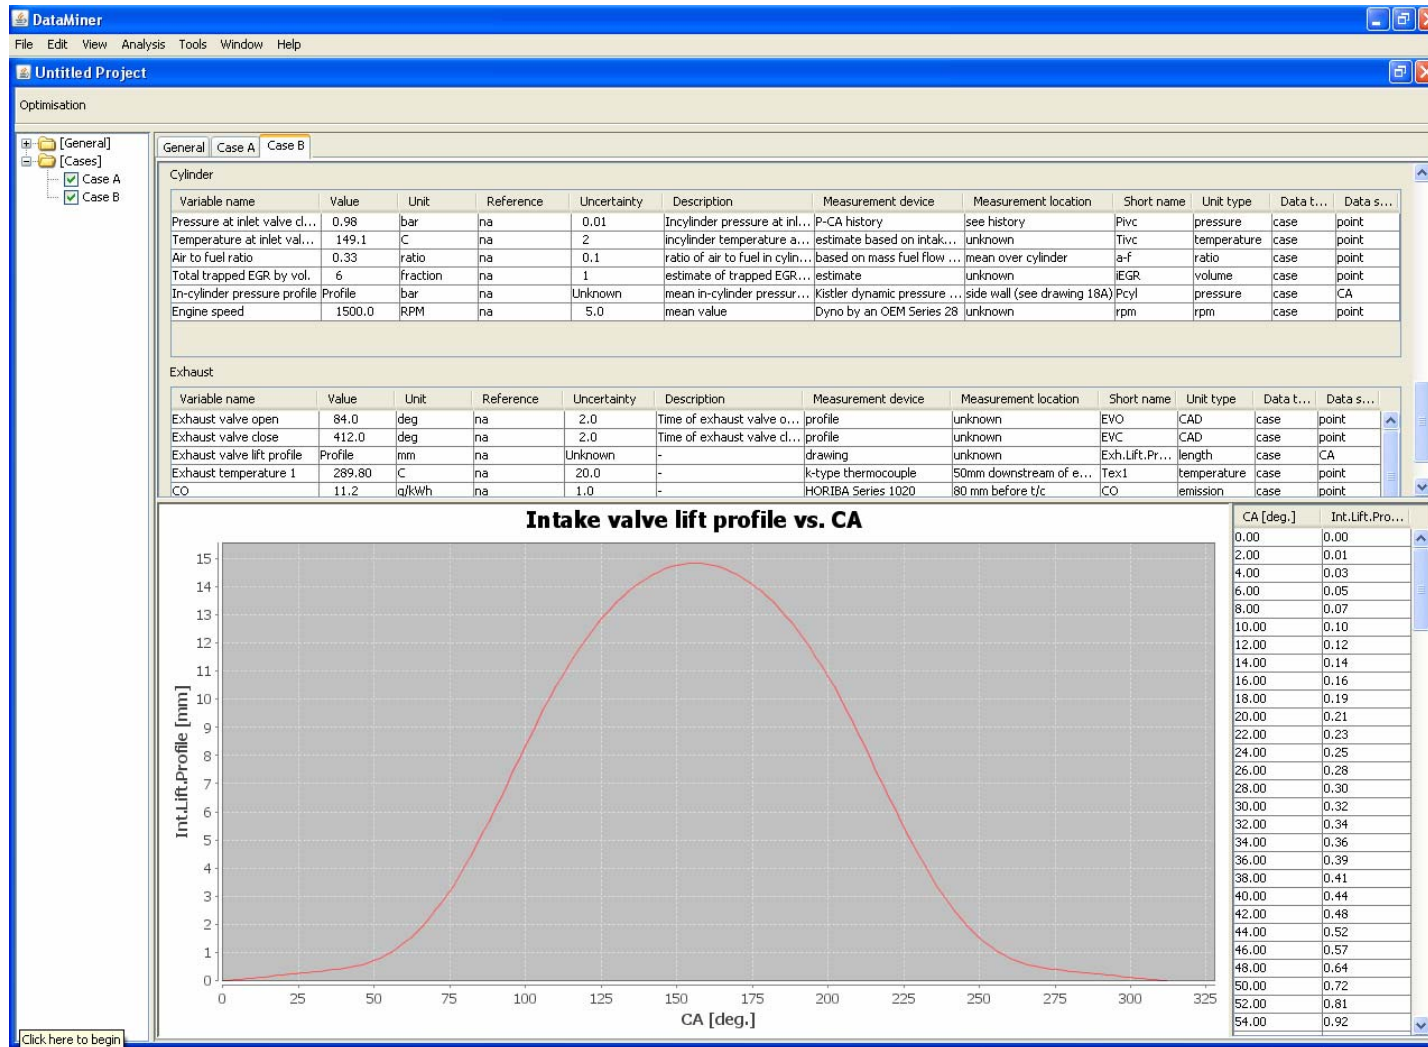 DataMiner
File Edit View Analysis Tools Window Help
Untitled Project
Optimisation
[General]
[Cases]
Case A
Case B
General Case A Case B
Cylinder
Variable name Value Unit Reference Uncertainty Description Measurement device Measurement location Short name Unit type Data t... Data s...
Pressure at inlet valve cl... 0.98 bar na 0.01 Incylinder pressure at inl... P-CA history see history Pivc pressure case point
Temperature at inlet val... 149.1 C na 2 incylinder temperature a... estimate based on intak... unknown Tivc temperature case point
Air to fuel ratio 0.33 ratio na 0.1 ratio of air to fuel in cylin... based on mass fuel flow ... mean over cylinder a-f ratio case point
Total trapped EGR by vol. 6 fraction na 1 estimate of trapped EGR... estimate unknown iEGR volume case point
In-cylinder pressure profile Profile bar na Unknown mean in-cylinder pressur... Kistler dynamic pressure ... side wall (see drawing 18A) Pcyl pressure case CA
Engine speed 1500.0 RPM na 5.0 mean value Dyno by an OEM Series 28 unknown rpm rpm case point
Exhaust
Variable name Value Unit Reference Uncertainty Description Measurement device Measurement location Short name Unit type Data t... Data s...
Exhaust valve open 84.0 deg na 2.0 Time of exhaust valve o... profile unknown EVO CAD case point
Exhaust valve close 412.0 deg na 2.0 Time of exhaust valve cl... profile unknown EVC CAD case point
Exhaust valve lift profile Profile mm na Unknown - drawing unknown Exh.Lift.Pr... length case CA
Exhaust temperature 1 289.80 C na 20.0 - k-type thermocouple 50mm downstream of e... Tex1 temperature case point
CO 11.2 g/kWh na 1.0 - HORIBA Series 1020 80 mm before t/c CO emission case point
Intake valve lift profile vs. CA
Int.Lift.Profile [mm]
15
14
13
12
11
10
9
8
7
6
5
4
3
2
1
0
0 25 50 75 100 125 150 175 200 225 250 275 300 325
CA [deg.]
CA [deg.] Int.Lift.Pro...
0.00 0.00
2.00 0.01
4.00 0.03
6.00 0.05
8.00 0.07
10.00 0.10
12.00 0.12
14.00 0.14
16.00 0.16
18.00 0.19
20.00 0.21
22.00 0.23
24.00 0.25
26.00 0.28
28.00 0.30
30.00 0.32
32.00 0.34
34.00 0.36
36.00 0.39
38.00 0.41
40.00 0.44
42.00 0.48
44.00 0.52
46.00 0.57
48.00 0.64
50.00 0.72
52.00 0.81
54.00 0.92
Click here to begin